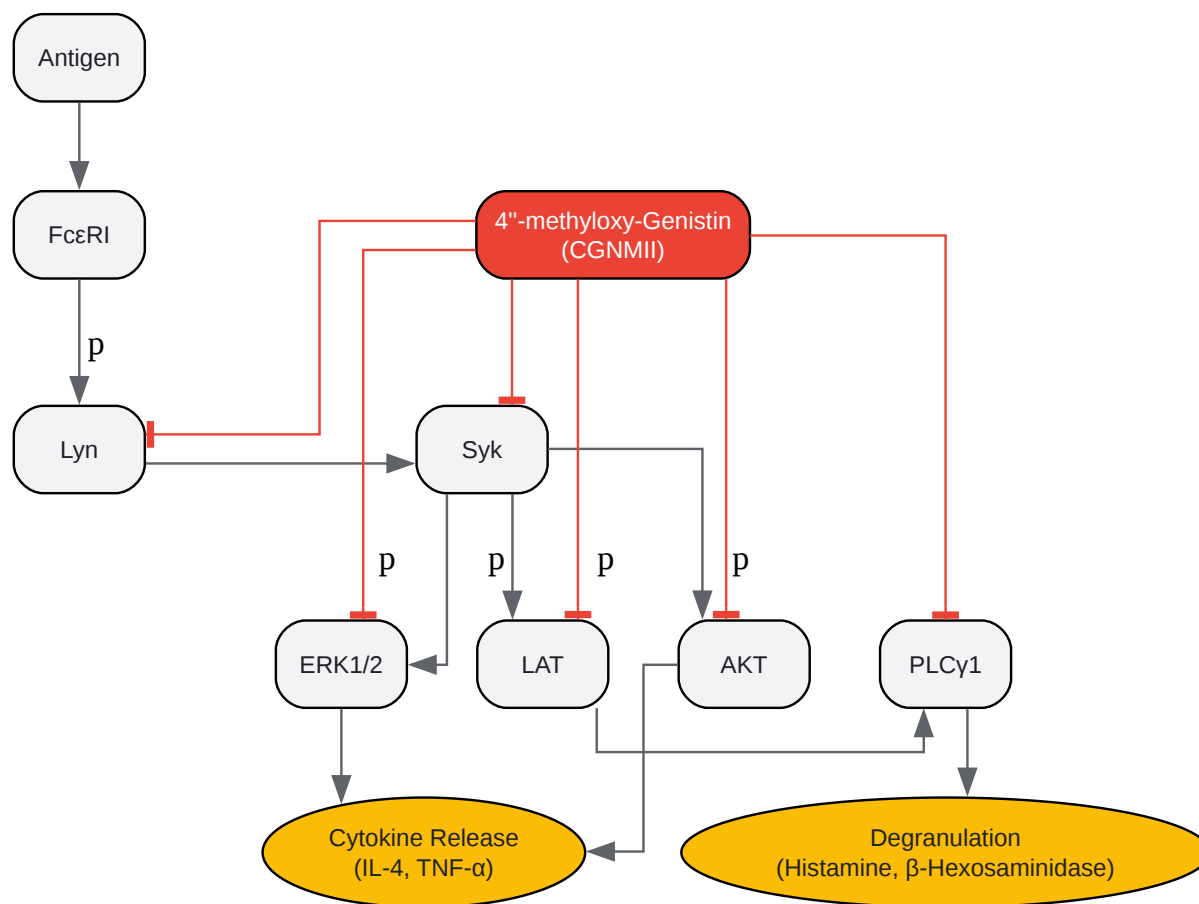 Antigen
FcεRI
4"-methyloxy-Genistin
(CGNMII)
p
Lyn
Syk
p
p
p
p
ERK1/2
LAT
AKT
PLCγ1
Cytokine Release
(IL-4, TNF-α)
Degranulation
(Histamine, β-Hexosaminidase)